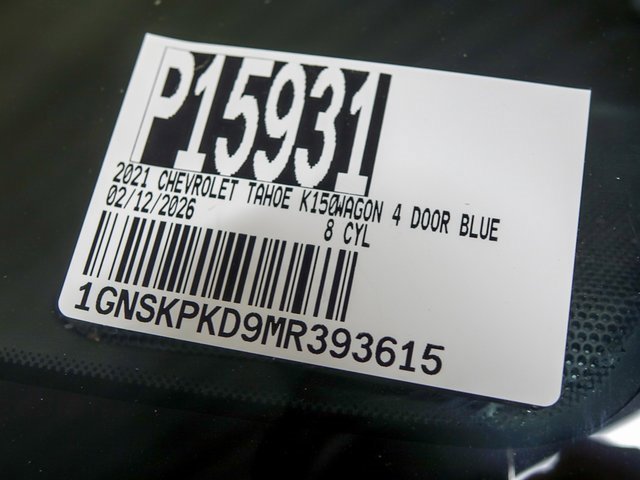 P15931
2021 CHEVROLET TAHOE K150WAGON 4 DOOR BLUE
02/12/2026 8 CYL
1GNSKPKD9MR393615